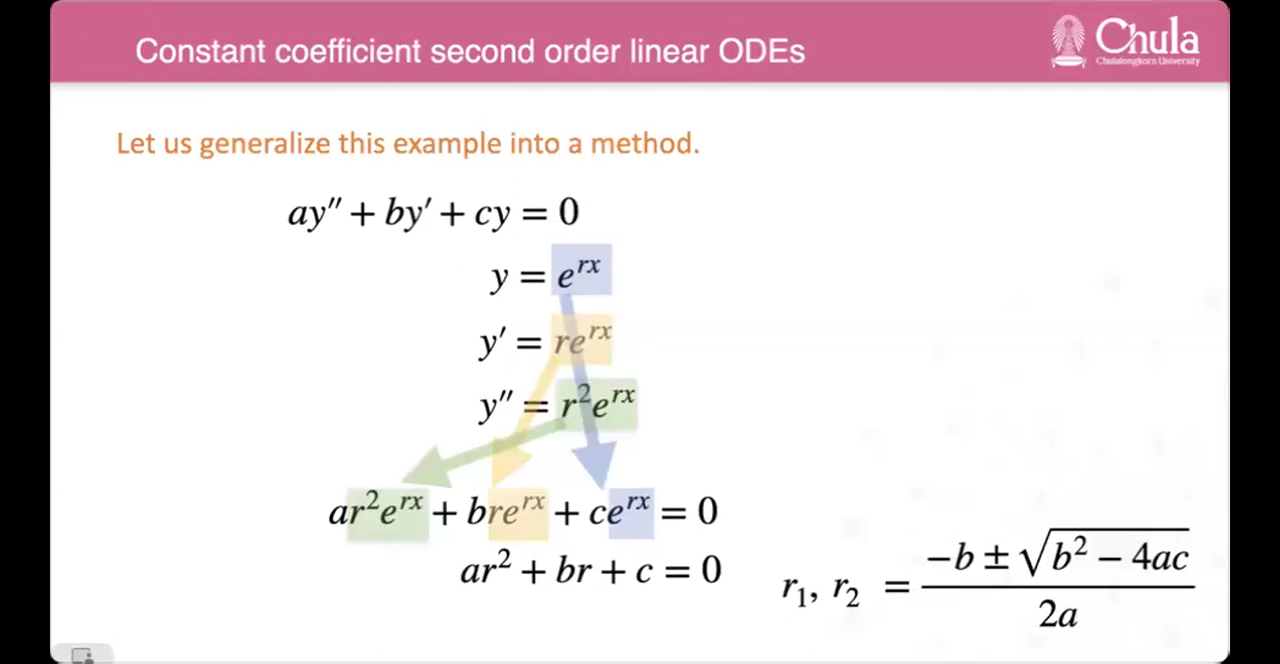 Constant coefficient second order linear ODEs
Chula
Chulalongkorn University
Let us generalize this example into a method.
ay″ + by′ + cy = 0
y = e^{rx}
y′ = re^{rx}
y″ = r²e^{rx}
ar²e^{rx} + bre^{rx} + ce^{rx} = 0
ar² + br + c = 0
r₁, r₂ = \frac{-b ± \sqrt{b² − 4ac}}{2a}